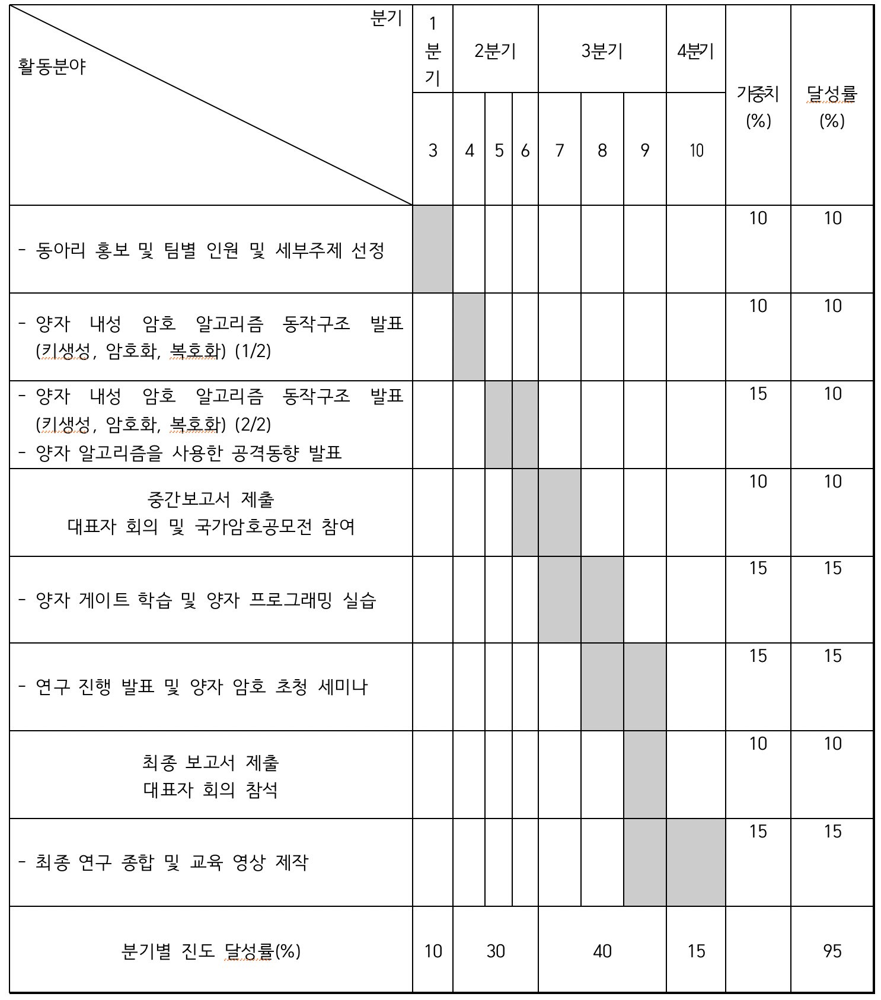 분기
활동분야
1
분
기
2분기
3분기
4분기
가중치
(%)
달성률
(%)
3
4
5
6
7
8
9
10
- 동아리 홍보 및 팀별 인원 및 세부주제 선정
10
10
- 양자 내성 암호 알고리즘 동작구조 발표
(키생성, 암호화, 복호화) (1/2)
10
10
- 양자 내성 암호 알고리즘 동작구조 발표
(키생성, 암호화, 복호화) (2/2)
- 양자 알고리즘을 사용한 공격동향 발표
15
10
중간보고서 제출
대표자 회의 및 국가암호공모전 참여
10
10
- 양자 게이트 학습 및 양자 프로그래밍 실습
15
15
- 연구 진행 발표 및 양자 암호 초청 세미나
15
15
최종 보고서 제출
대표자 회의 참석
10
10
- 최종 연구 종합 및 교육 영상 제작
15
15
분기별 진도 달성률(%)
10
30
40
15
95